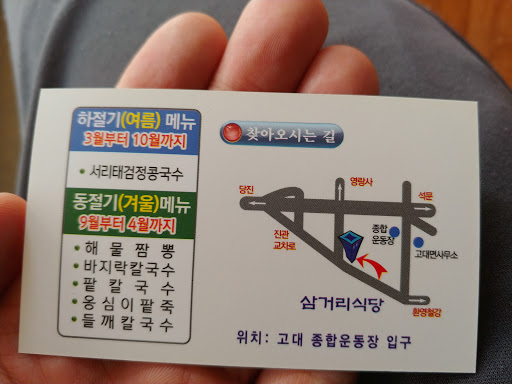 하절기(여름) 메뉴
3월부터 10월까지
• 서리태검정콩국수
동절기(겨울)메뉴
9월부터 4월까지
• 해물짬뽕
• 바지락칼국수
• 팥칼국수
• 옹심이팥죽
• 들깨칼국수
찾아오시는 길
당진
영랑사
석문
진관
교차로
종합
운동장
고대면사무소
삼거리식당
환영철강
위치: 고대 종합운동장 입구